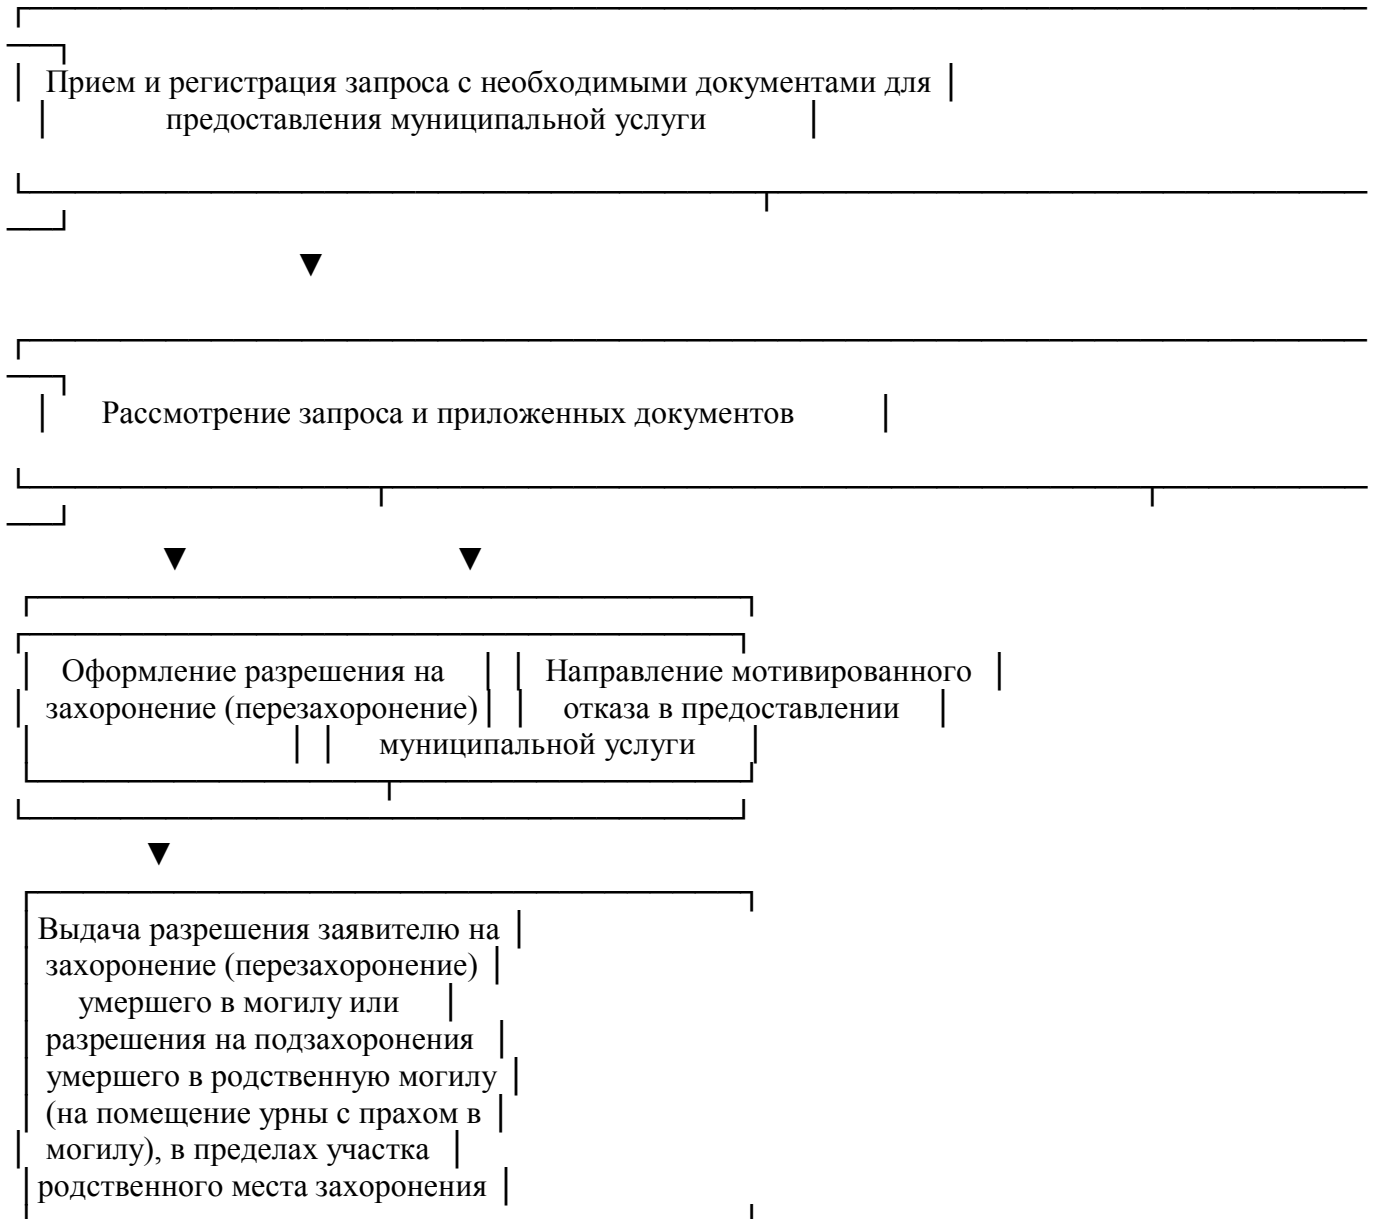 Прием и регистрация запроса с необходимыми документами для
предоставления муниципальной услуги
▼
Рассмотрение запроса и приложенных документов
▼ ▼
Оформление разрешения на Направление мотивированного
захоронение (перезахоронение) отказа в предоставлении
муниципальной услуги
▼
Выдача разрешения заявителю на
захоронение (перезахоронение)
умершего в могилу или
разрешения на подзахоронения
умершего в родственную могилу
(на помещение урны с прахом в
могилу), в пределах участка
родственного места захоронения